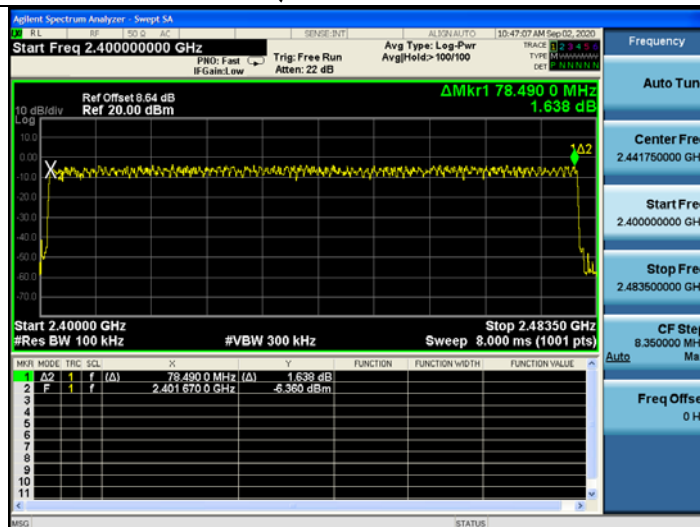 Agilent Spectrum Analyzer - Swept SA
RL RF 50 Ω AC SENSE:INT ALIGN AUTO 10:47:07 AM Sep 02, 2020
Start Freq 2.400000000 GHz
PNO: Fast
IFGain:Low
Trig: Free Run
Atten: 22 dB
Avg Type: Log-Pwr
Avg|Hold:> 100/100
TRACE 1 2 3 4 5 6
TYPE M
DET P N N N N N
Ref Offset 8.64 dB
10 dB/div Ref 20.00 dBm
Log
ΔMkr1 78.490 0 MHz
1.638 dB
10.0
0.00
-10.0
-20.0
-30.0
-40.0
-50.0
-60.0
-70.0
1Δ2
Start 2.40000 GHz Stop 2.48350 GHz
#Res BW 100 kHz #VBW 300 kHz Sweep 8.000 ms (1001 pts)
MKR MODE TRC SCL X Y FUNCTION FUNCTION WIDTH FUNCTION VALUE
1 Δ2 1 f (Δ) 78.490 0 MHz (Δ) 1.638 dB
2 F 1 f 2.401 670 0 GHz -6.360 dBm
3
4
5
6
7
8
9
10
11
MSG STATUS
Frequency
Auto Tun
Center Fre
2.441750000 GH
Start Fre
2.400000000 GH
Stop Fre
2.483500000 GH
CF Ste
8.350000 MH
Auto Ma
Freq Offse
0 H